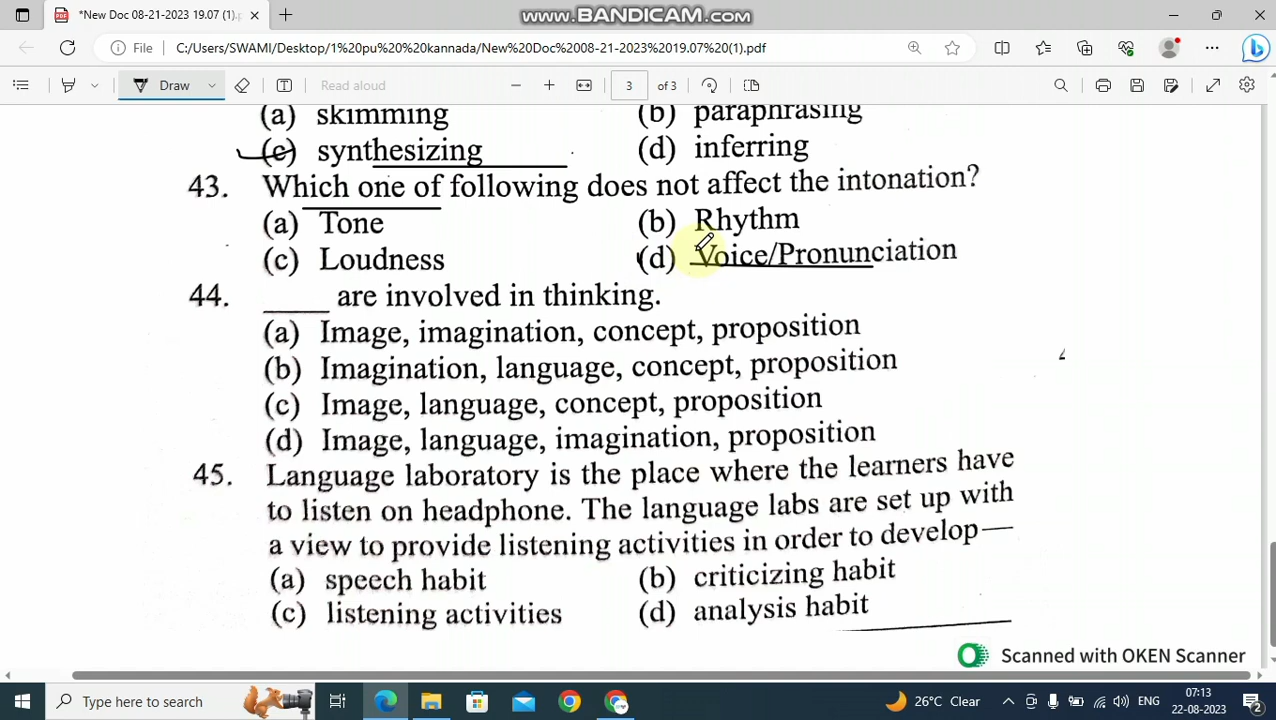 *New Doc 08-21-2023 19.07 (1).p
www.BANDICAM.com
File C:/Users/SWAMI/Desktop/1%20pu%20%20kannada/New%20Doc%2008-21-2023%2019.07%20(1).pdf
Draw Read aloud 3 of 3
(a) skimming (b) paraphrasing
(c) synthesizing (d) inferring
43. Which one of following does not affect the intonation?
(a) Tone (b) Rhythm
(c) Loudness (d) Voice/Pronunciation
44. _____ are involved in thinking.
(a) Image, imagination, concept, proposition
(b) Imagination, language, concept, proposition
(c) Image, language, concept, proposition
(d) Image, language, imagination, proposition
45. Language laboratory is the place where the learners have
to listen on headphone. The language labs are set up with
a view to provide listening activities in order to develop—
(a) speech habit (b) criticizing habit
(c) listening activities (d) analysis habit
Scanned with OKEN Scanner
Type here to search 26°C Clear ENG 07:13
22-08-2023 2